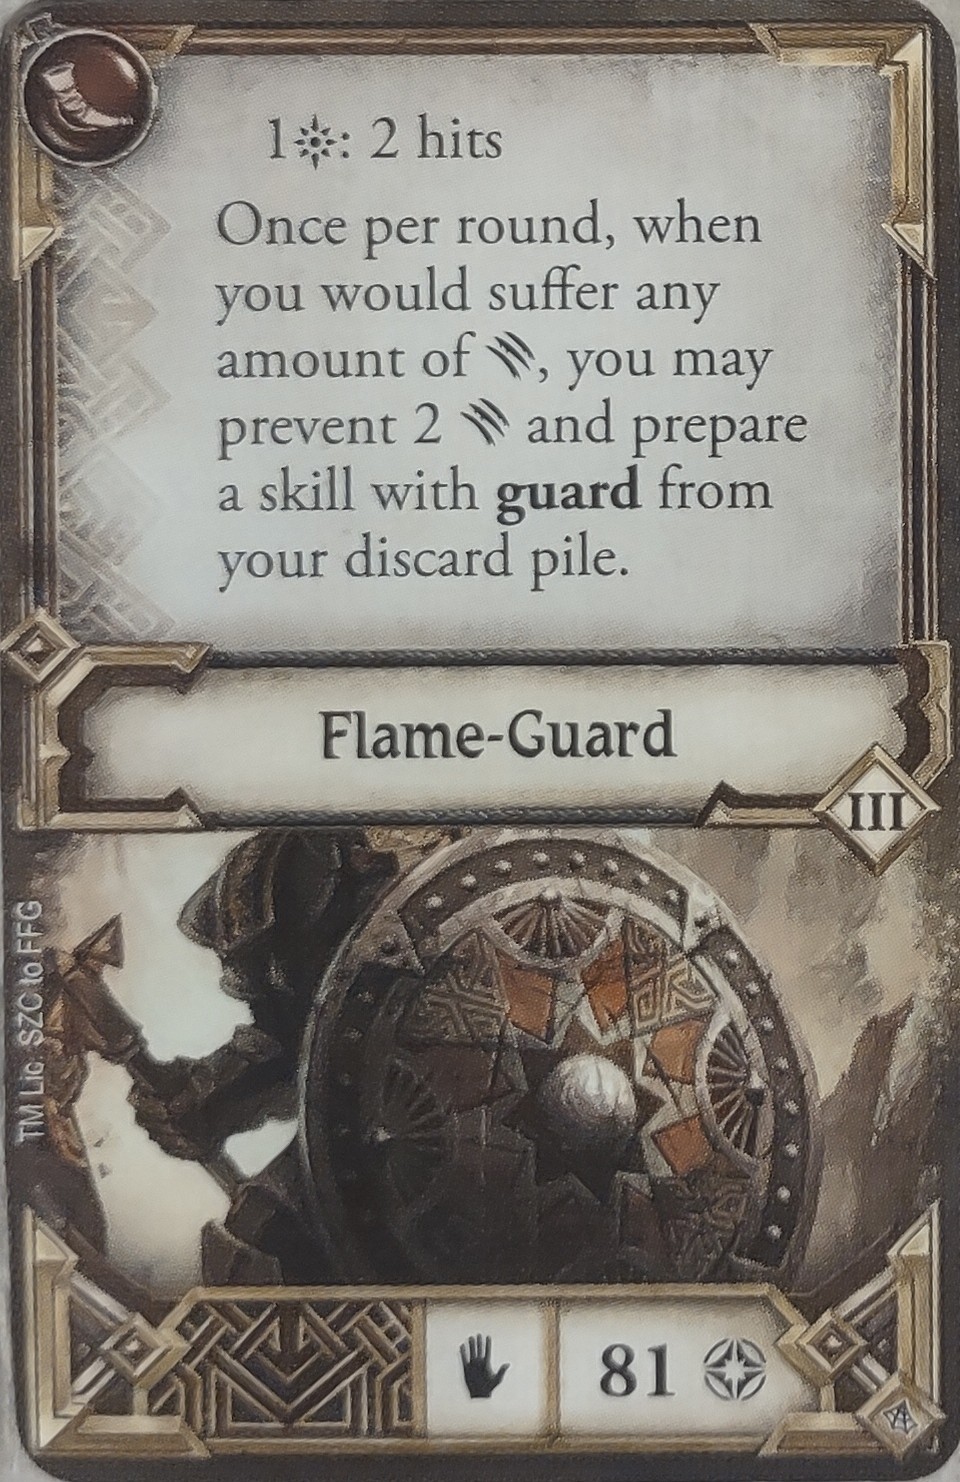 1: 2 hits
Once per round, when
you would suffer any
amount of , you may
prevent 2 and prepare
a skill with guard from
your discard pile.
Flame-Guard
III
TM Lic. SZC to FFG
81